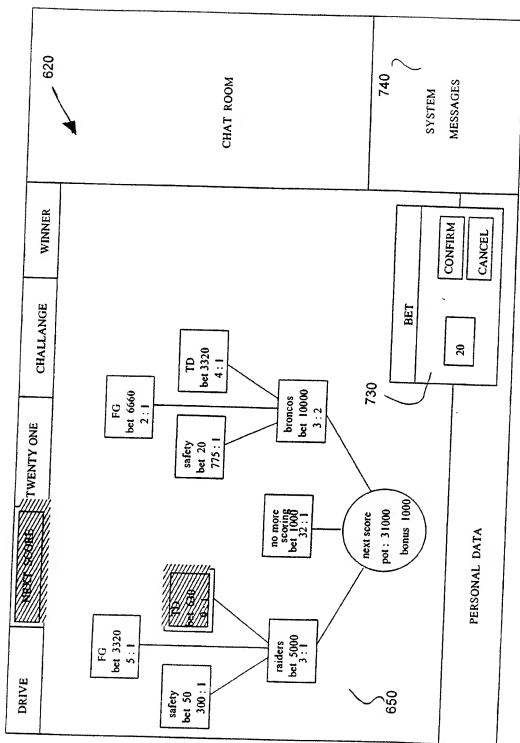 620
DRIVE
NEXT SCORE
TWENTY ONE
CHALLANGE
WINNER
CHAT ROOM
FG
bet 3320
5 : 1
FG
bet 6660
2 : 1
safety
bet 50
300 : 1
TD
bet 630
safety
bet 20
775 : 1
TD
bet 3320
4 : 1
raiders
bet 5000
3 : 1
no more
scoring
bet 1000
32 : 1
broncos
bet 10000
3 : 2
next score
pot : 31000
bonus 1000
650
730
BET
20
CONFIRM
CANCEL
740
SYSTEM
MESSAGES
PERSONAL DATA